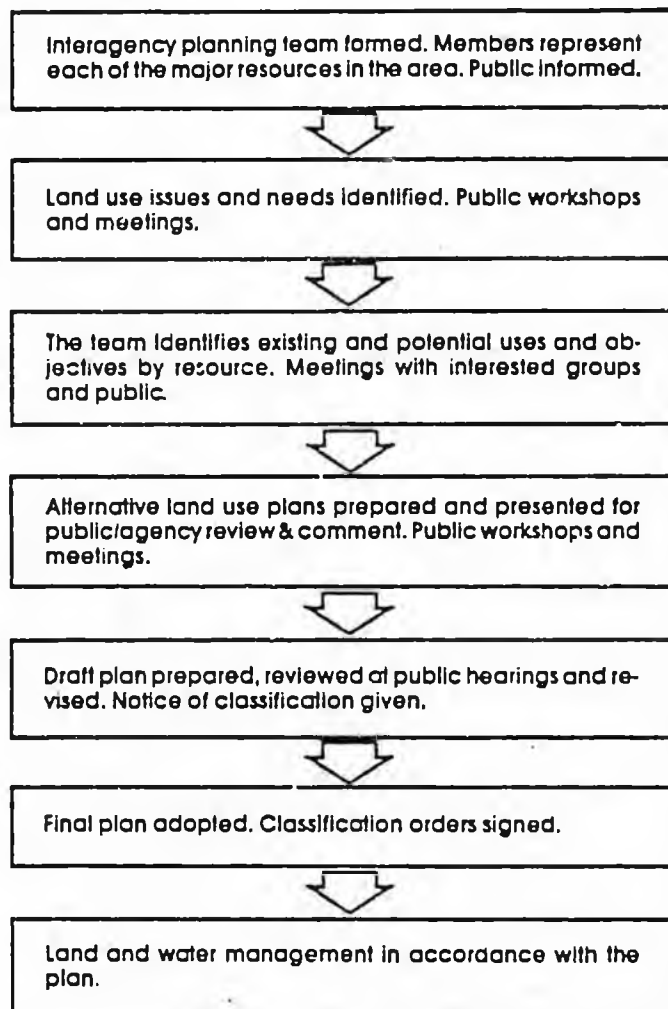 Interagency planning team formed. Members represent
each of the major resources in the area. Public informed.
Land use issues and needs identified. Public workshops
and meetings.
The team identifies existing and potential uses and ob-
jectives by resource. Meetings with interested groups
and public.
Alternative land use plans prepared and presented for
public/agency review & comment. Public workshops and
meetings.
Draft plan prepared, reviewed at public hearings and re-
vised. Notice of classification given.
Final plan adopted. Classification orders signed.
Land and water management in accordance with the
plan.